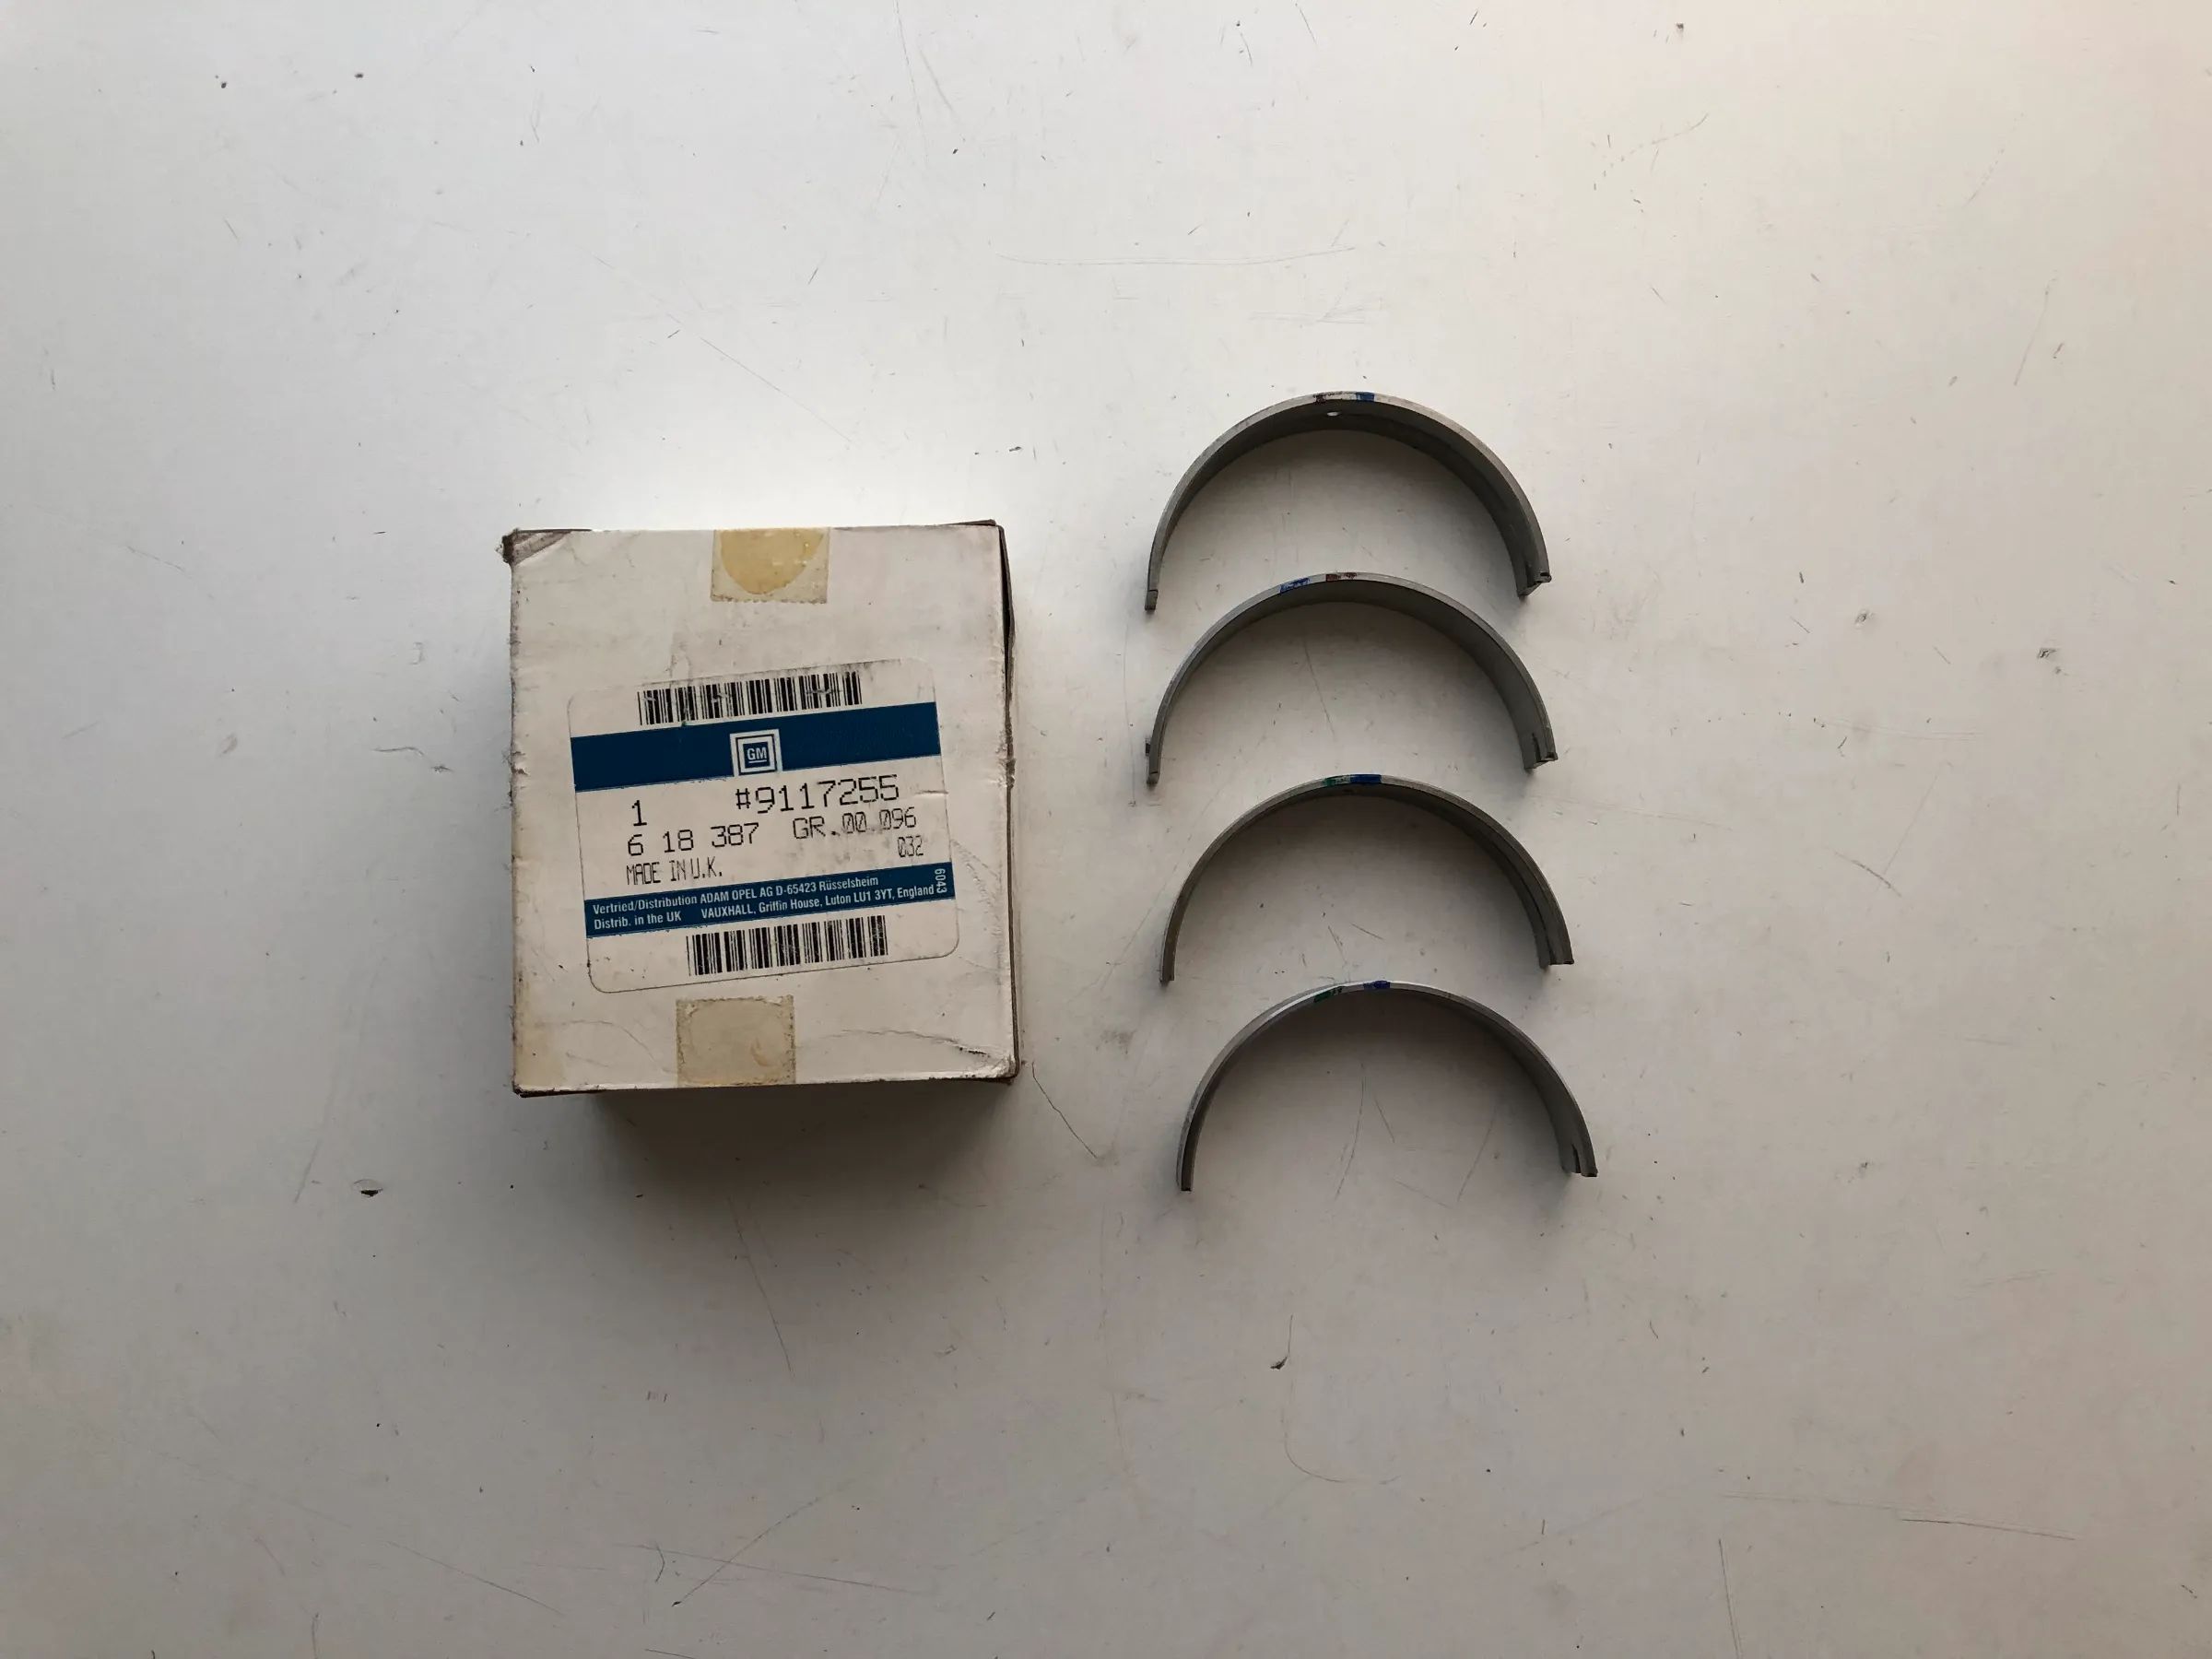 GM
1 #9117255
6 18 387 GR.00 096
MADE IN U.K. 032
Vertried/Distribution ADAM OPEL AG D-65423 Rüsselsheim
Distrib. in the UK VAUXHALL, Griffin House, Luton LU1 3YT, England
6043